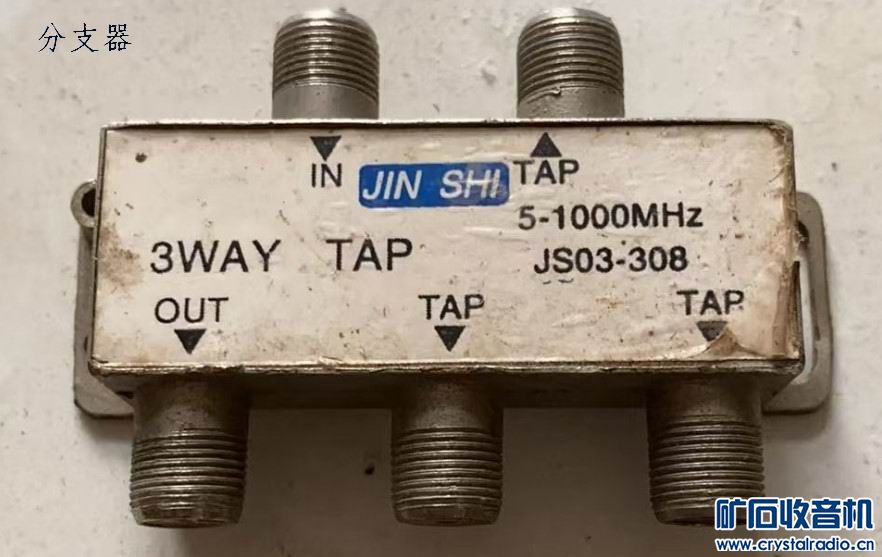 分支器
IN
JIN SHI
TAP
5-1000MHz
3WAY TAP
JS03-308
OUT
TAP
TAP
矿石收音机
www.crystalradio.cn